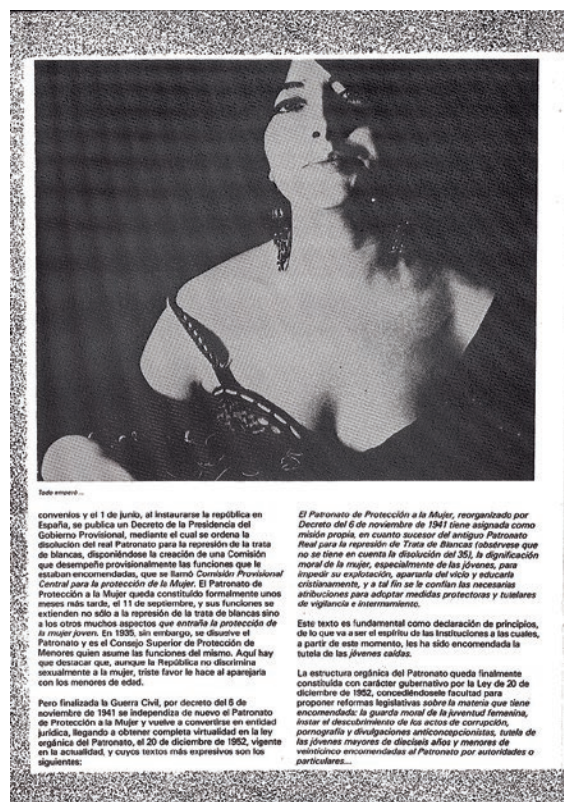 Todo emperó ...
convenios y el 1 de junio, al instaurarse la república en
España, se publica un Decreto de la Presidencia del
Gobierno Provisional, mediante el cual se ordena la
disolución del real Patronato para la represión de la trata
de blancas, disponiéndose la creación de una Comisión
que desempeñe provisionalmente las funciones que le
estaban encomendadas, que se llamó Comisión Provisional
Central para la protección de la Mujer. El Patronato de
Protección a la Mujer queda constituido formalmente unos
meses más tarde, el 11 de septiembre, y sus funciones se
extienden no sólo a la represión de la trata de blancas sino
a los otros muchos aspectos que entraña la protección de
la mujer joven. En 1935, sin embargo, se disuelve el
Patronato y es el Consejo Superior de Protección de
Menores quien asume las funciones del mismo. Aquí hay
que destacar que, aunque la República no discrimina
sexualmente a la mujer, triste favor le hace al aparejarla
con los menores de edad.
Pero finalizada la Guerra Civil, por decreto del 6 de
noviembre de 1941 se independiza de nuevo el Patronato
de Protección a la Mujer y vuelve a convertirse en entidad
jurídica, llegando a obtener completa virtualidad en la ley
orgánica del Patronato, el 20 de diciembre de 1952, vigente
en la actualidad, y cuyos textos más expresivos son los
siguientes:
El Patronato de Protección a la Mujer, reorganizado por
Decreto del 6 de noviembre de 1941 tiene asignada como
misión propia, en cuanto sucesor del antiguo Patronato
Real para la represión de Trata de Blancas (obsérvese que
no se tiene en cuenta la disolución del 35), la dignificación
moral de la mujer, especialmente de las jóvenes, para
impedir su explotación, apartarla del vicio y educarla
cristianamente, y a tal fin se le confían las necesarias
atribuciones para adoptar medidas protectoras y tutelares
de vigilancia e internamiento.
Este texto es fundamental como declaración de principios,
de lo que va a ser el espíritu de las Instituciones a las cuales,
a partir de este momento, les ha sido encomendada la
tutela de las jóvenes caídas.
La estructura orgánica del Patronato queda finalmente
constituida con carácter gubernativo por la Ley de 20 de
diciembre de 1952, concediéndosele facultad para
proponer reformas legislativas sobre la materia que tiene
encomendada: la guarda moral de la juventud femenina,
instar el descubrimiento de los actos de corrupción,
pornografía y divulgaciones anticoncepcionistas, tutela de
las jóvenes mayores de dieciséis años y menores de
veinticinco encomendadas al Patronato por autoridades o
particulares...